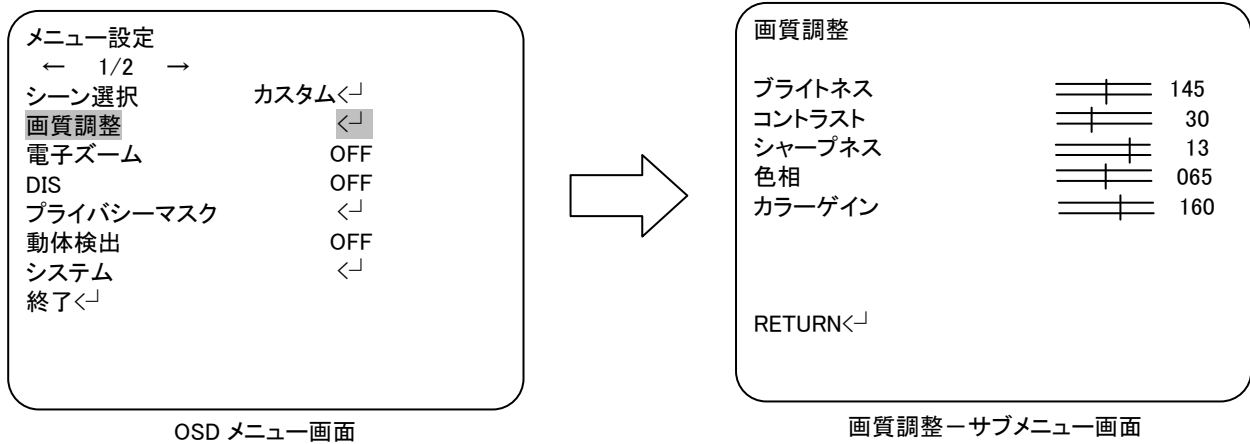 メニュー設定
← 1/2 →
シーン選択 カスタム<┘
画質調整 <┘
電子ズーム OFF
DIS OFF
プライバシーマスク <┘
動体検出 OFF
システム <┘
終了<┘
OSD メニュー画面
画質調整
ブライトネス 145
コントラスト 30
シャープネス 13
色相 065
カラーゲイン 160
RETURN<┘
画質調整－サブメニュー画面